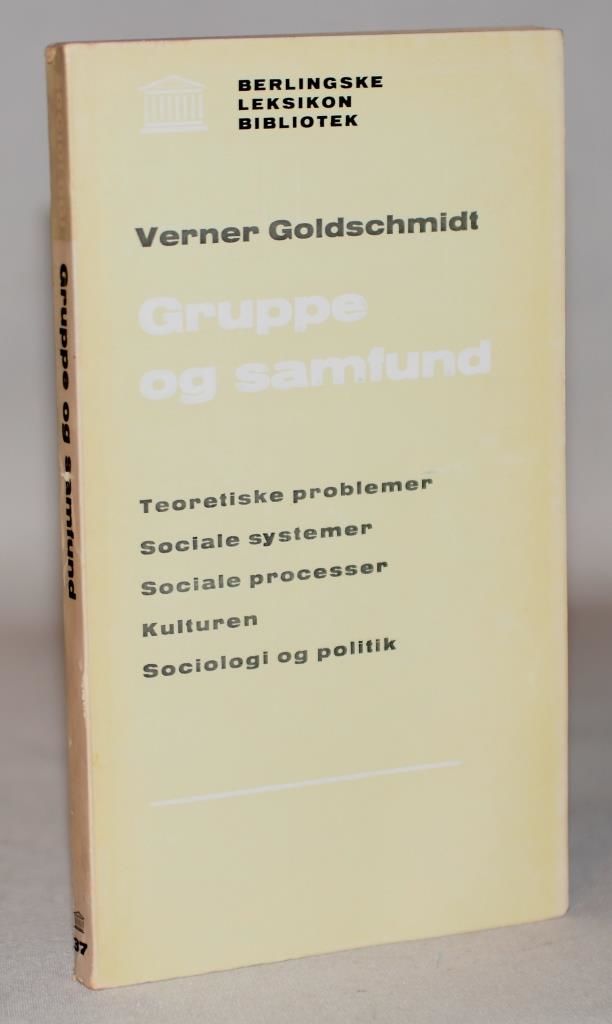 BERLINGSKE
LEKSIKON
BIBLIOTEK
Verner Goldschmidt
Gruppe
og samfund
Teoretiske problemer
Sociale systemer
Sociale processer
Kulturen
Sociologi og politik
Gruppe og samfund
37